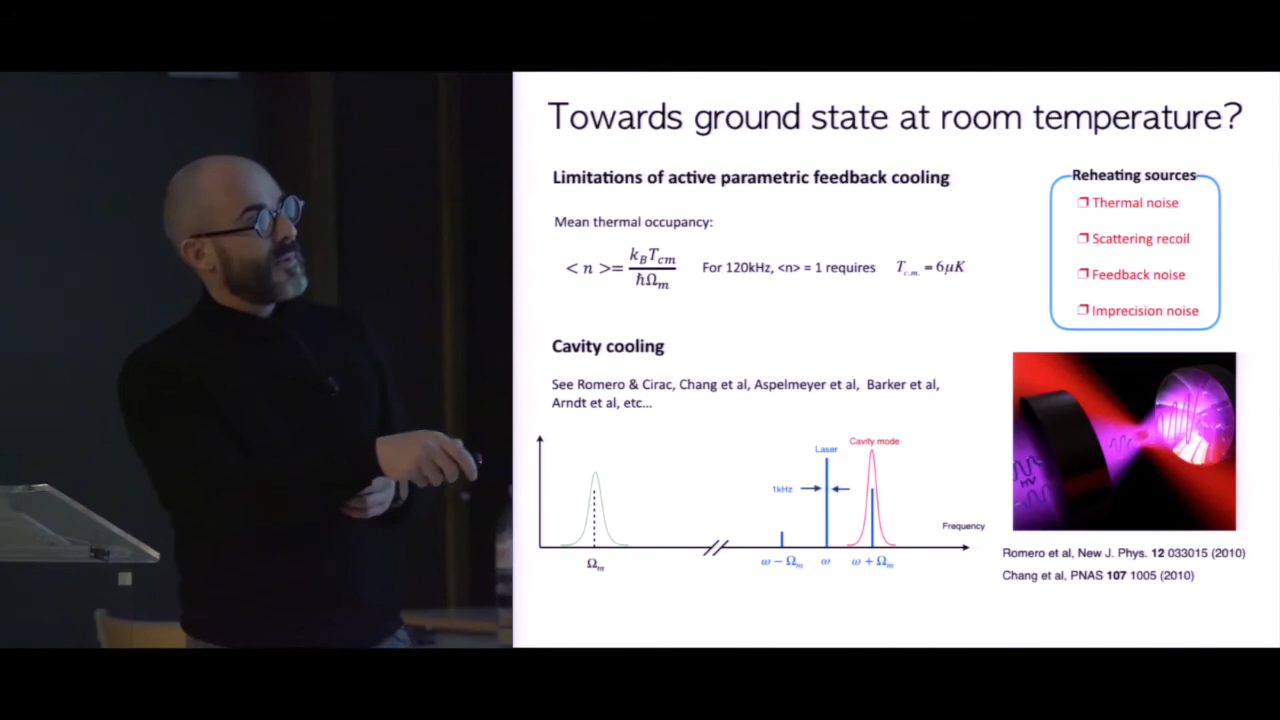 Towards ground state at room temperature?
Limitations of active parametric feedback cooling
Mean thermal occupancy:
< n >= k_B T_cm / ħΩ_m
For 120kHz, <n> = 1 requires T_c.m. = 6μK
Reheating sources
❐ Thermal noise
❐ Scattering recoil
❐ Feedback noise
❐ Imprecision noise
Cavity cooling
See Romero & Cirac, Chang et al, Aspelmeyer et al, Barker et al,
Arndt et al, etc...
Cavity mode
Laser
1kHz
Frequency
Ω_m
ω − Ω_m
ω
ω + Ω_m
Romero et al, New J. Phys. 12 033015 (2010)
Chang et al, PNAS 107 1005 (2010)